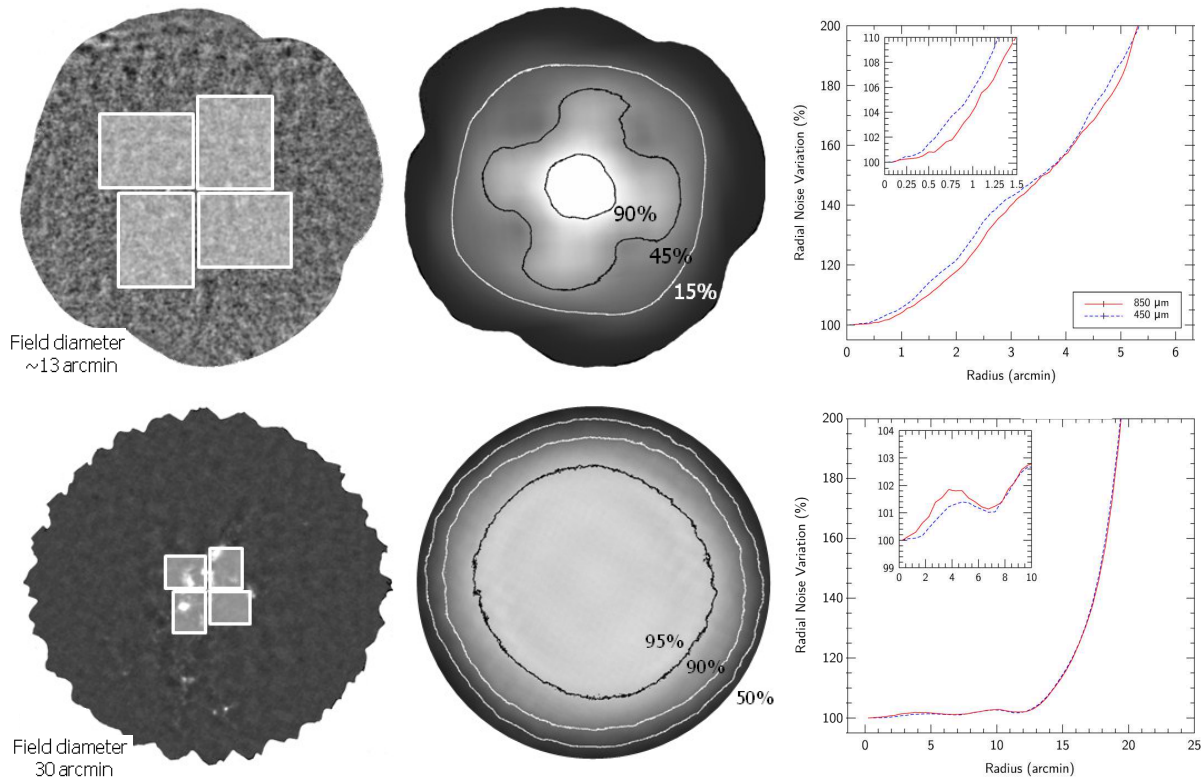 Field diameter
~13 arcmin
90%
45%
15%
200
180
160
140
120
100
Radial Noise Variation (%)
110
108
106
104
102
100
0 0.25 0.5 0.75 1 1.25 1.5
850 µm
450 µm
0 1 2 3 4 5 6
Radius (arcmin)
Field diameter
30 arcmin
95%
90%
50%
200
180
160
140
120
100
Radial Noise Variation (%)
104
103
102
101
100
99
0 2 4 6 8 10
0 5 10 15 20 25
Radius (arcmin)